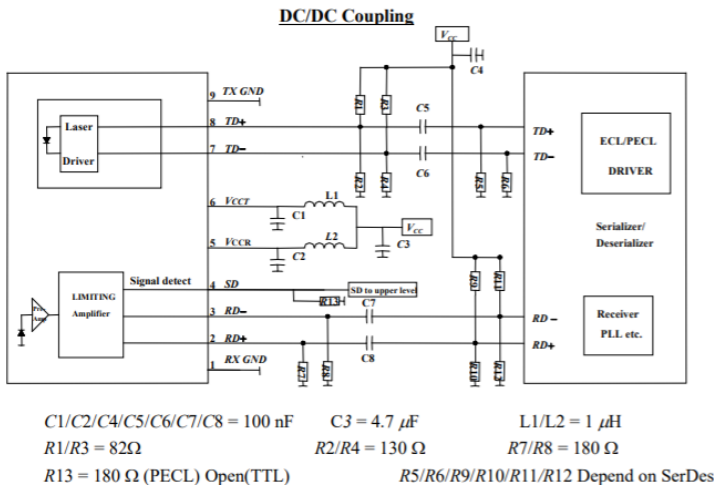 DC/DC Coupling
VCC
C4
9 TX GND
R1
R3
C5
Laser
Driver
8 TD+
TD+
ECL/PECL
DRIVER
7 TD−
TD−
R2
R4
C6
R5
R6
6 VCCT
L1
C1
VCC
Serializer/
Deserializer
5 VCCR
L2
C2
C3
Signal detect
4 SD
SD to upper level
R9
R11
R13
C7
LIMITING
Amplifier
Pre-
Amp
3 RD−
RD −
Receiver
PLL etc.
2 RD+
RD+
C8
1 RX GND
R7
R8
R10
R12
C1/C2/C4/C5/C6/C7/C8 = 100 nF C3 = 4.7 μF L1/L2 = 1 μH
R1/R3 = 82Ω R2/R4 = 130 Ω R7/R8 = 180 Ω
R13 = 180 Ω (PECL) Open(TTL) R5/R6/R9/R10/R11/R12 Depend on SerDes